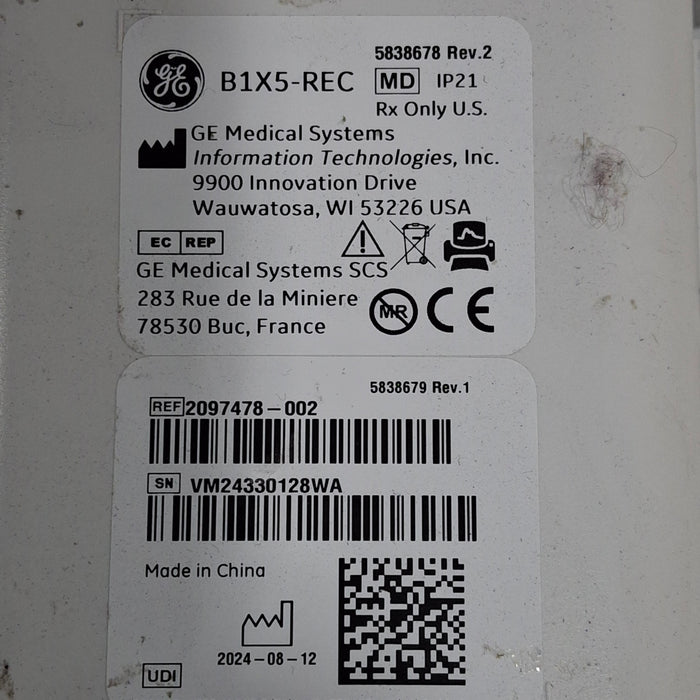 5838678 Rev.2
GE B1X5-REC MD IP21
Rx Only U.S.
GE Medical Systems
Information Technologies, Inc.
9900 Innovation Drive
Wauwatosa, WI 53226 USA
EC REP
GE Medical Systems SCS
283 Rue de la Miniere
78530 Buc, France
MR CE
5838679 Rev.1
REF 2097478-002
SN VM24330128WA
Made in China
2024-08-12
UDI